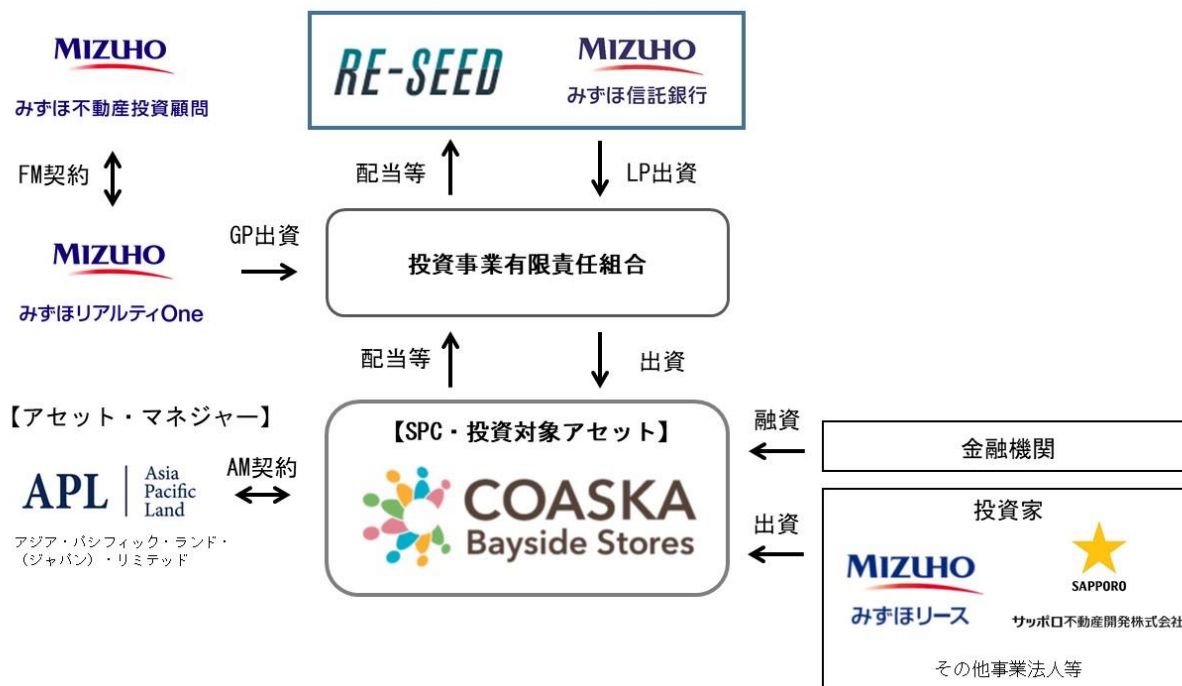 MIZUHO
みずほ不動産投資顧問
RE-SEED
MIZUHO
みずほ信託銀行
FM契約
配当等
LP出資
MIZUHO
みずほリアルティOne
GP出資
投資事業有限責任組合
配当等
出資
【アセット・マネジャー】
APL
Asia
Pacific
Land
アジア・パシフィック・ランド・
（ジャパン）・リミテッド
AM契約
【SPC・投資対象アセット】
COASKA
Bayside Stores
融資
金融機関
出資
投資家
MIZUHO
みずほリース
SAPPORO
サッポロ不動産開発株式会社
その他事業法人等